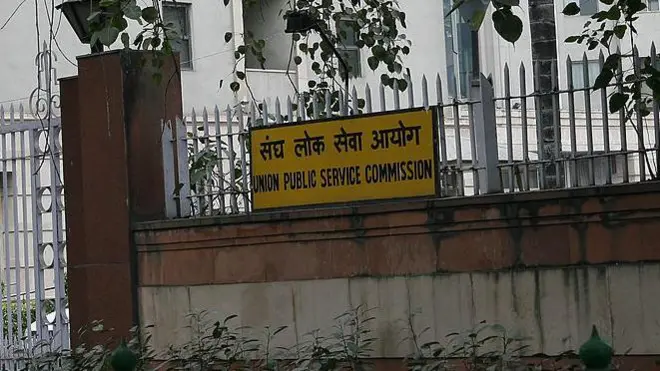 संघ लोक सेवा आयोग
UNION PUBLIC SERVICE COMMISSION